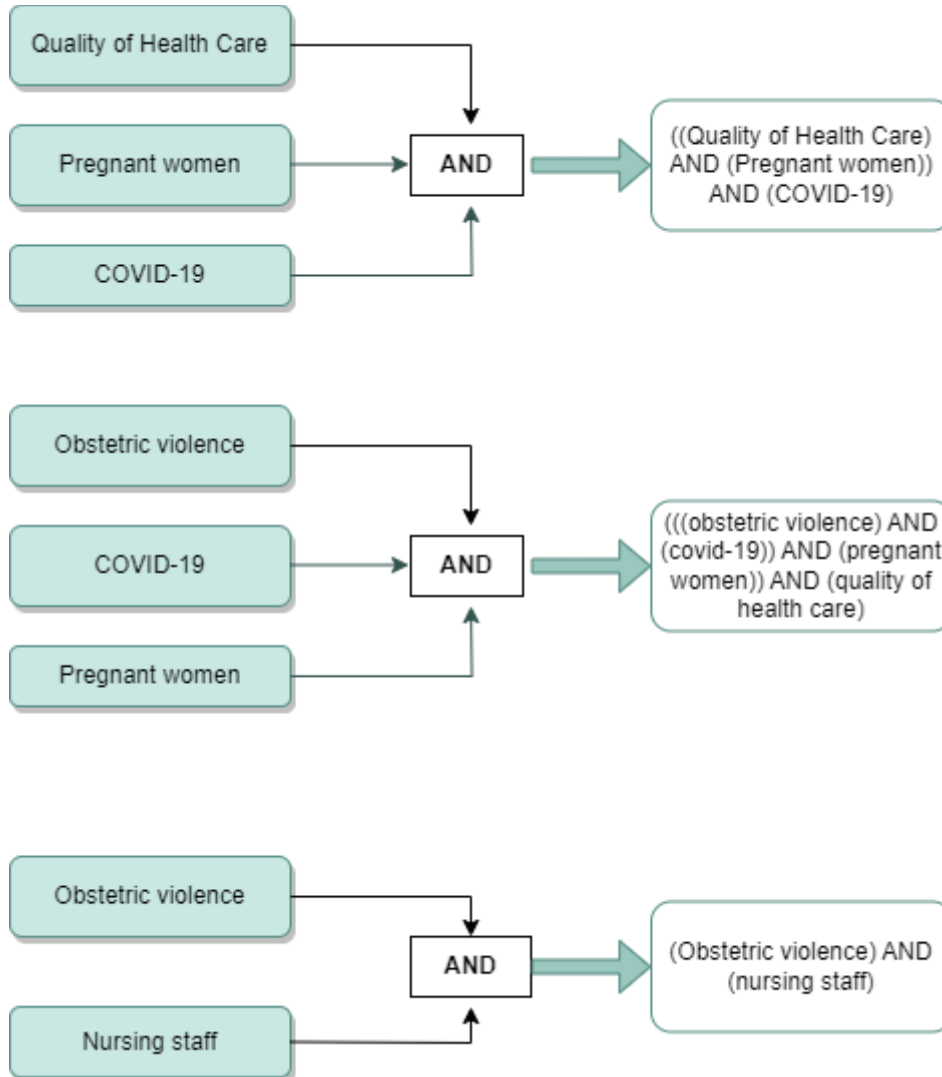 Quality of Health Care
Pregnant women
COVID-19
AND
((Quality of Health Care)
AND (Pregnant women))
AND (COVID-19)
Obstetric violence
COVID-19
Pregnant women
AND
(((obstetric violence) AND
(covid-19)) AND (pregnant
women)) AND (quality of
health care)
Obstetric violence
Nursing staff
AND
(Obstetric violence) AND
(nursing staff)